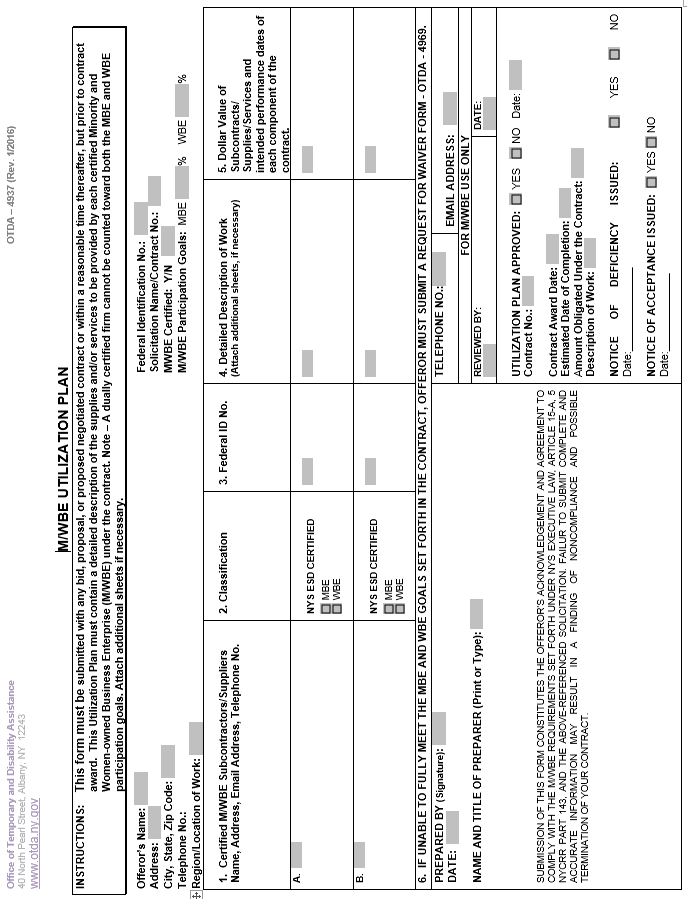 Office of Temporary and Disability Assistance
40 North Pearl Street, Albany, NY 12243
www.otda.ny.gov
OTDA – 4937 (Rev. 1/2016)
M/WBE UTILIZATION PLAN
INSTRUCTIONS: This form must be submitted with any bid, proposal, or proposed negotiated contract or within a reasonable time thereafter, but prior to contract
award. This Utilization Plan must contain a detailed description of the supplies and/or services to be provided by each certified Minority and
Women-owned Business Enterprise (M/WBE) under the contract. Note – A dually certified firm cannot be counted toward both the MBE and WBE
participation goals. Attach additional sheets if necessary.
Offeror's Name:
Address:
City, State, Zip Code:
Telephone No.:
Region/Location of Work:
Federal Identification No.:
Solicitation Name/Contract No.:
M/WBE Certified: Y/N
M/WBE Participation Goals: MBE % WBE %
1. Certified M/WBE Subcontractors/Suppliers
Name, Address, Email Address, Telephone No.
2. Classification
3. Federal ID No.
4. Detailed Description of Work
(Attach additional sheets, if necessary)
5. Dollar Value of
Subcontracts/
Supplies/Services and
intended performance dates of
each component of the
contract.
A.
NYS ESD CERTIFIED
MBE
WBE
B.
NYS ESD CERTIFIED
MBE
WBE
6. IF UNABLE TO FULLY MEET THE MBE AND WBE GOALS SET FORTH IN THE CONTRACT, OFFEROR MUST SUBMIT A REQUEST FOR WAIVER FORM - OTDA - 4969.
PREPARED BY (Signature):
DATE:
NAME AND TITLE OF PREPARER (Print or Type):
SUBMISSION OF THIS FORM CONSTITUTES THE OFFEROR'S ACKNOWLEDGEMENT AND AGREEMENT TO
COMPLY WITH THE M/WBE REQUIREMENTS SET FORTH UNDER NYS EXECUTIVE LAW, ARTICLE 15-A, 5
NYCRR PART 143, AND THE ABOVE-REFERENCED SOLICITATION. FAILUR TO SUBMIT COMPLETE AND
ACCURATE INFORMATION MAY RESULT IN A FINDING OF NONCOMPLIANCE AND POSSIBLE
TERMINATION OF YOUR CONTRACT.
TELEPHONE NO.: EMAIL ADDRESS:
FOR M/WBE USE ONLY
REVIEWED BY: DATE:
UTILIZATION PLAN APPROVED: YES NO Date:
Contract No.:
Contract Award Date:
Estimated Date of Completion:
Amount Obligated Under the Contract:
Description of Work:
NOTICE OF DEFICIENCY ISSUED: YES NO
Date:
NOTICE OF ACCEPTANCE ISSUED: YES NO
Date: